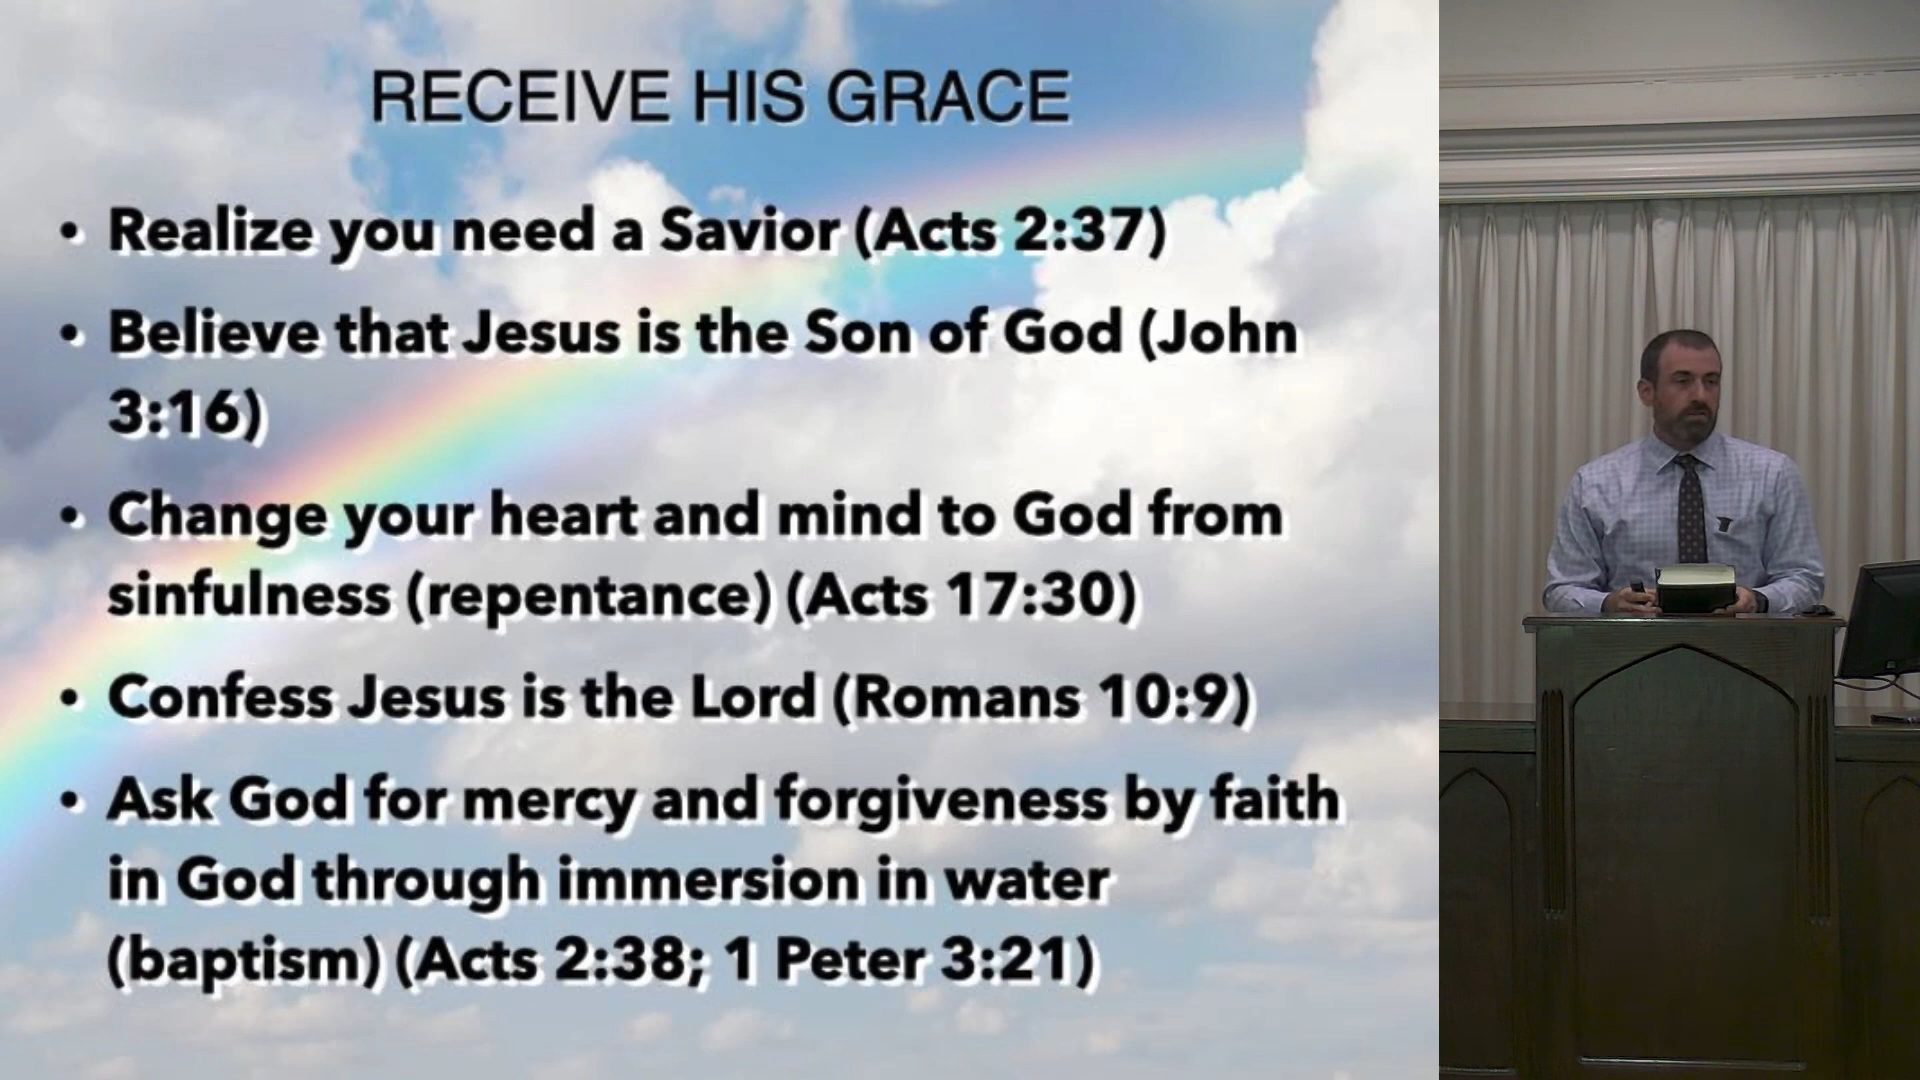 RECEIVE HIS GRACE
• Realize you need a Savior (Acts 2:37)
• Believe that Jesus is the Son of God (John
3:16)
• Change your heart and mind to God from
sinfulness (repentance) (Acts 17:30)
• Confess Jesus is the Lord (Romans 10:9)
• Ask God for mercy and forgiveness by faith
in God through immersion in water
(baptism) (Acts 2:38; 1 Peter 3:21)